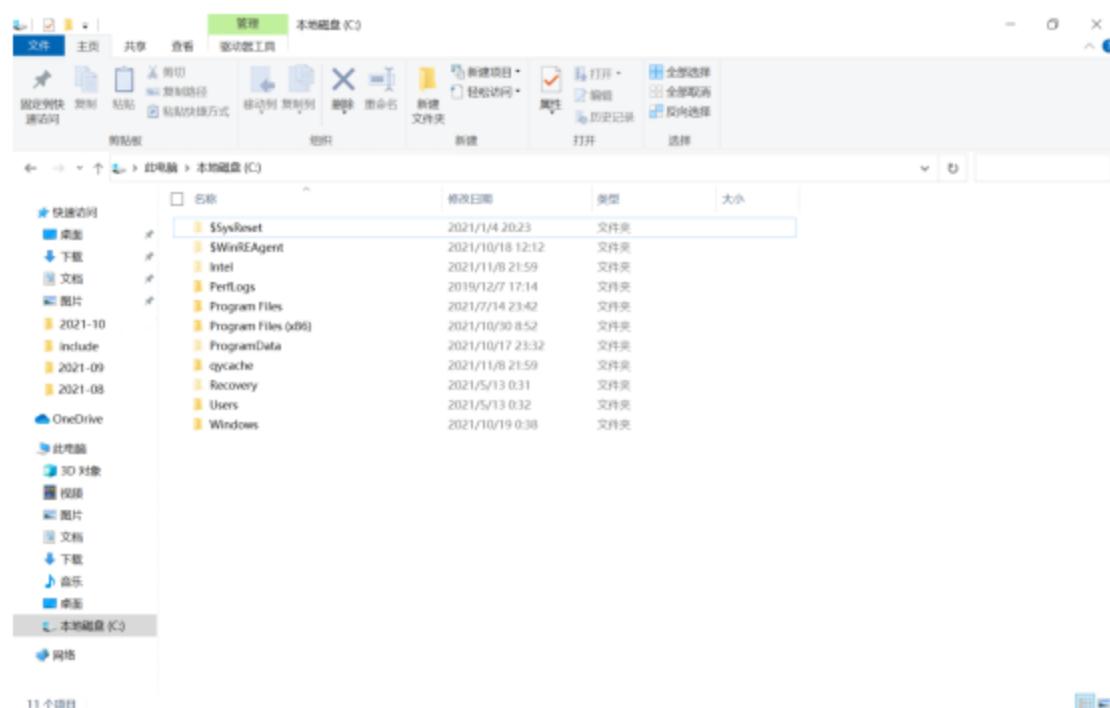 管理 本地磁盘 (C:)
文件 主页 共享 查看 驱动器工具
固定到快速访问
复制
粘贴
剪切
复制路径
粘贴快捷方式
剪贴板
移动到
复制到
删除
重命名
组织
新建文件夹
新建项目
轻松访问
新建
属性
打开
编辑
历史记录
打开
全部选择
全部取消
反向选择
选择
此电脑 › 本地磁盘 (C:)
名称 修改日期 类型 大小
$SysReset 2021/1/4 20:23 文件夹
$WinREAgent 2021/10/18 12:12 文件夹
Intel 2021/11/8 21:59 文件夹
PerfLogs 2019/12/7 17:14 文件夹
Program Files 2021/7/14 23:42 文件夹
Program Files (x86) 2021/10/30 8:52 文件夹
ProgramData 2021/10/17 23:32 文件夹
qycache 2021/11/8 21:59 文件夹
Recovery 2021/5/13 0:31 文件夹
Users 2021/5/13 0:32 文件夹
Windows 2021/10/19 0:38 文件夹
快速访问
桌面
下载
文档
图片
2021-10
include
2021-09
2021-08
OneDrive
此电脑
3D 对象
视频
图片
文档
下载
音乐
桌面
本地磁盘 (C:)
网络
11 个项目